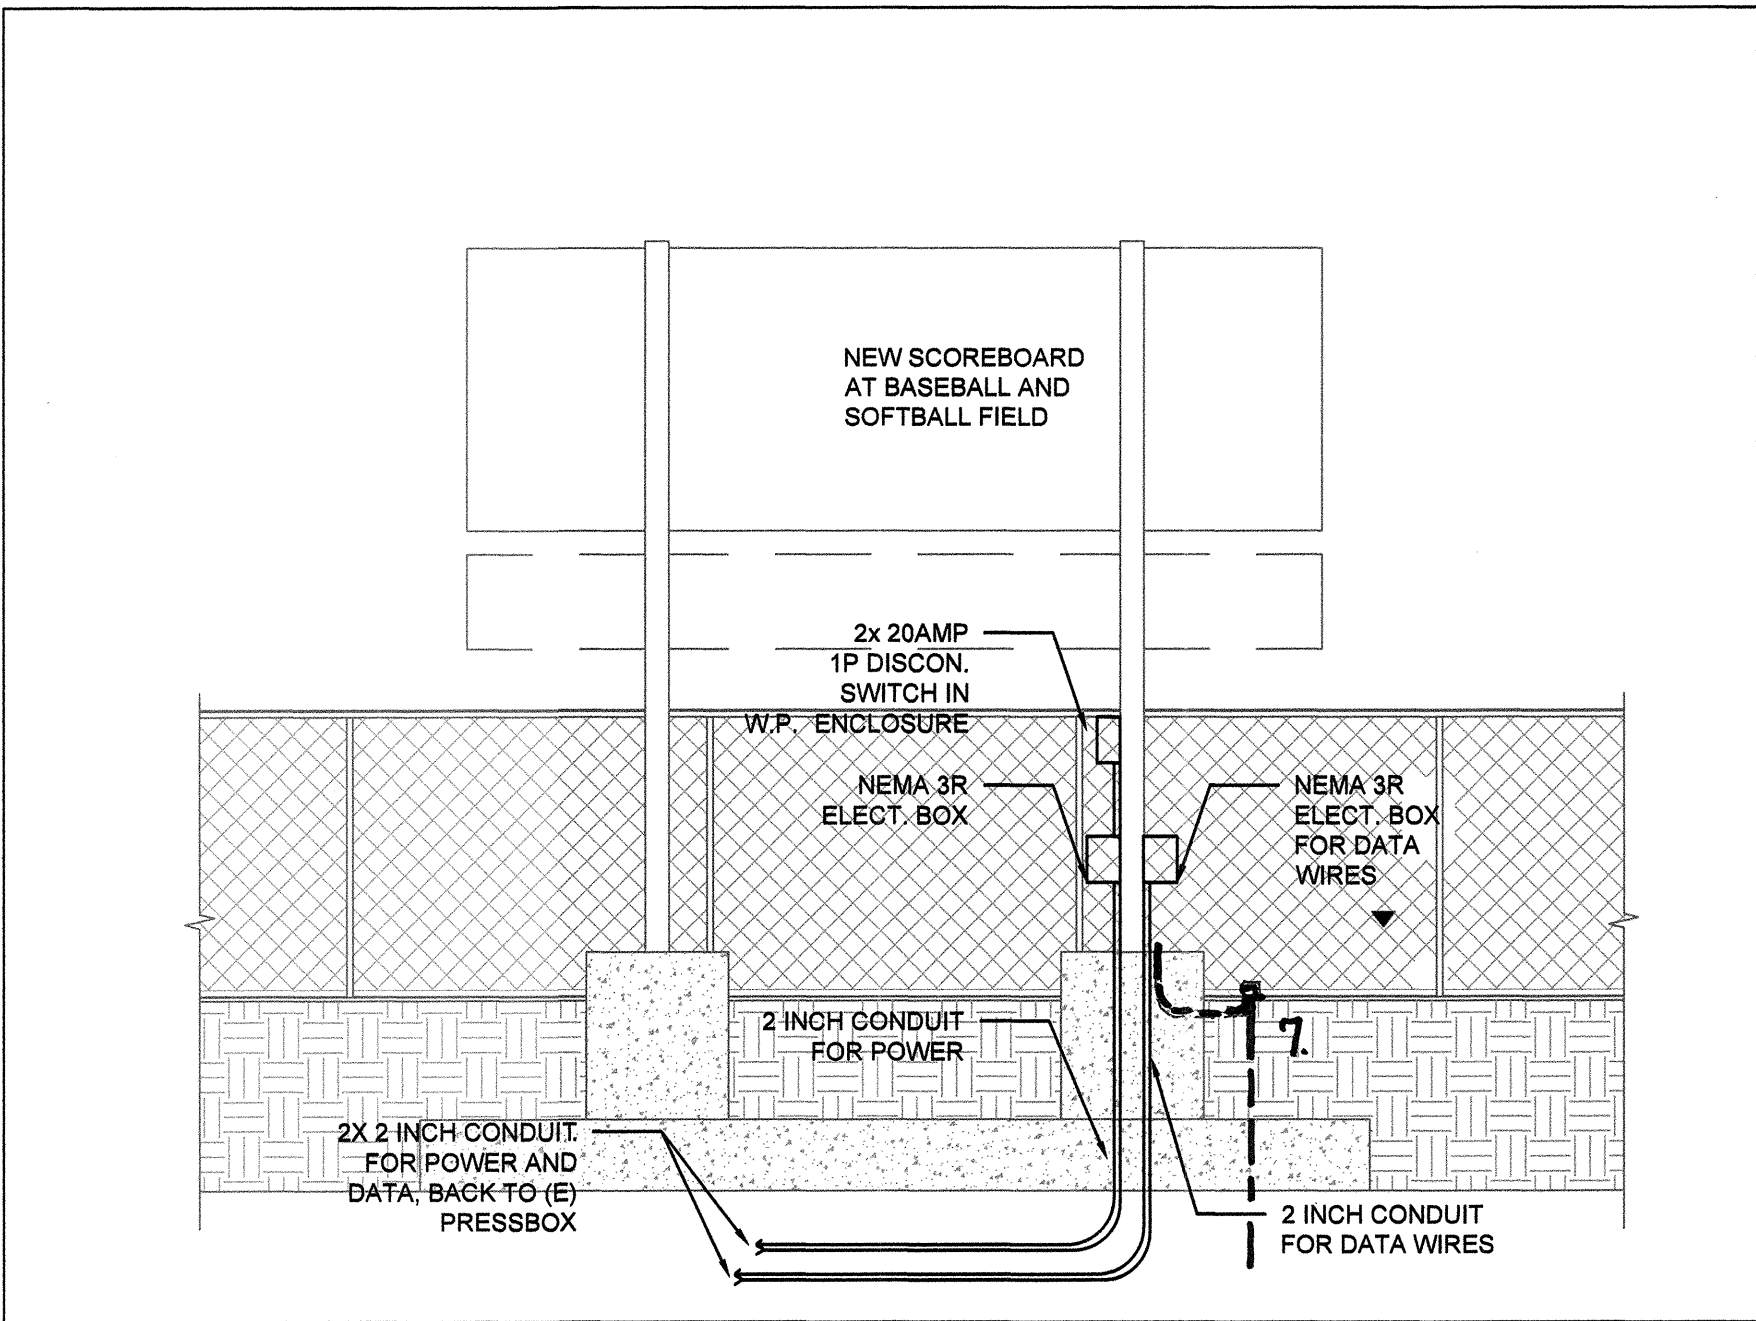 NEW SCOREBOARD
AT BASEBALL AND
SOFTBALL FIELD
2x 20AMP
1P DISCON.
SWITCH IN
W.P. ENCLOSURE
NEMA 3R
ELECT. BOX
NEMA 3R
ELECT. BOX
FOR DATA
WIRES
2 INCH CONDUIT
FOR POWER
7.
2X 2 INCH CONDUIT.
FOR POWER AND
DATA, BACK TO (E)
PRESSBOX
2 INCH CONDUIT
FOR DATA WIRES